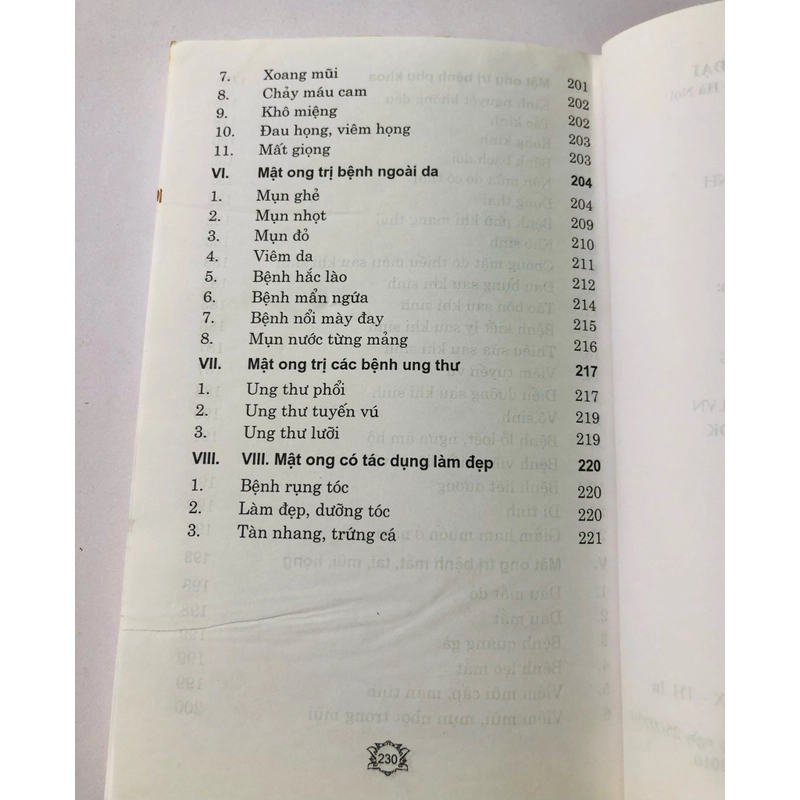 7. Xoang mũi 201
8. Chảy máu cam 202
9. Khô miệng 202
10. Đau họng, viêm họng 203
11. Mất giọng 203
VI. Mật ong trị bệnh ngoài da 204
1. Mụn ghẻ 204
2. Mụn nhọt 209
3. Mụn đỏ 210
4. Viêm da 211
5. Bệnh hắc lào 212
6. Bệnh mẩn ngứa 214
7. Bệnh nổi mày đay 215
8. Mụn nước từng mảng 216
VII. Mật ong trị các bệnh ung thư 217
1. Ung thư phổi 217
2. Ung thư tuyến vú 219
3. Ung thư lưỡi 219
VIII. VIII. Mật ong có tác dụng làm đẹp 220
1. Bệnh rụng tóc 220
2. Làm đẹp, dưỡng tóc 220
3. Tàn nhang, trứng cá 221
230